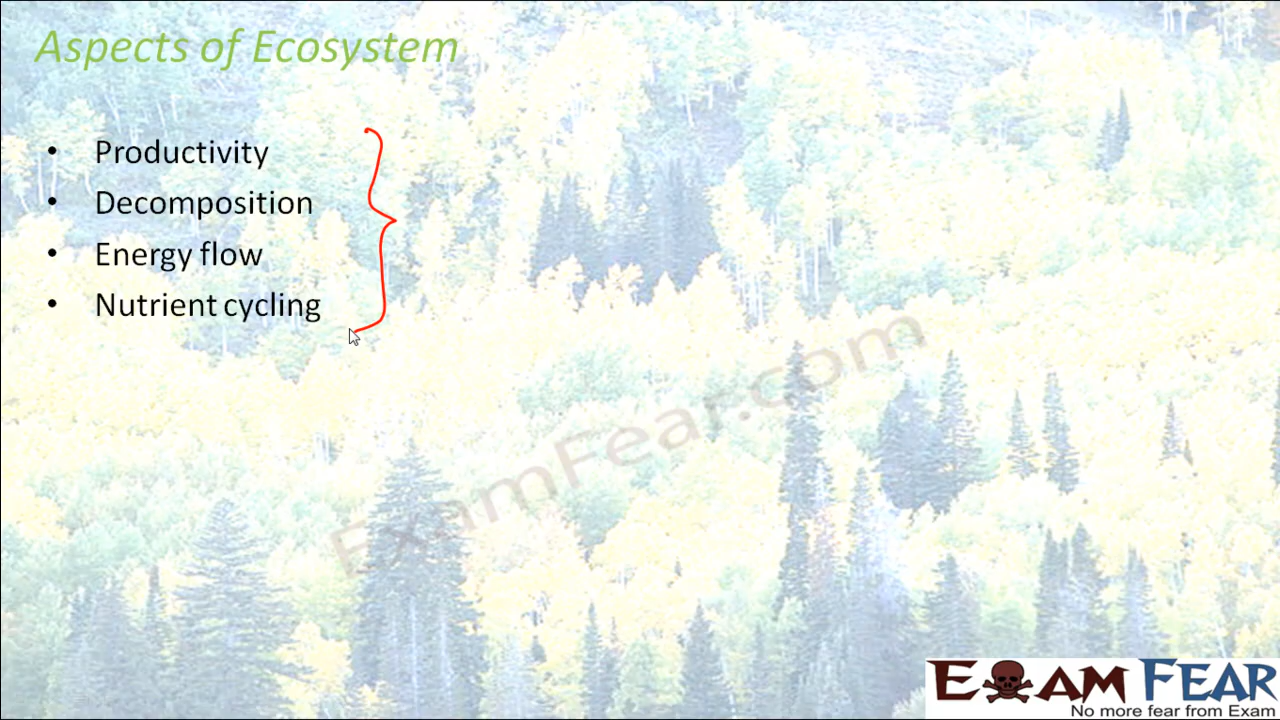 Aspects of Ecosystem
• Productivity
• Decomposition
• Energy flow
• Nutrient cycling
ExamFear.com
EXAM FEAR
No more fear from Exam